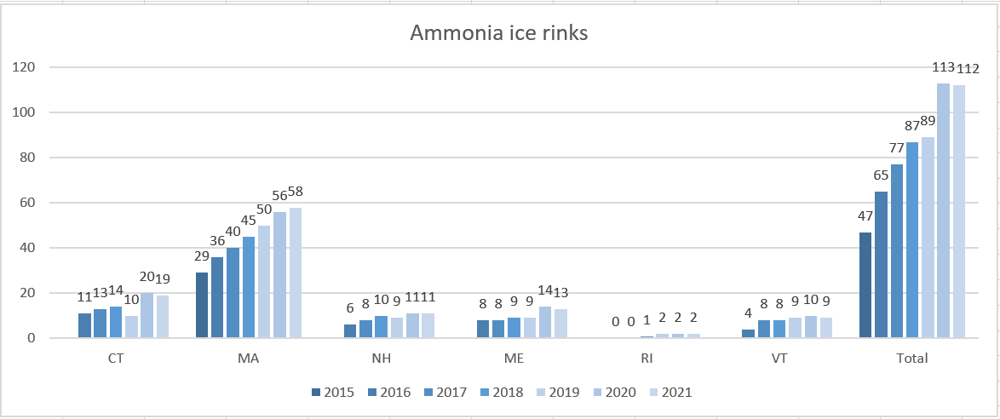 Ammonia ice rinks
120
100
80
60
40
20
0
11 13 14 10 20 19
29 36 40 45 50 56 58
6 8 10 9 11 11
8 8 9 9 14 13
0 0 1 2 2 2
4 8 8 9 10 9
47 65 77 87 89 113 112
CT MA NH ME RI VT Total
2015 2016 2017 2018 2019 2020 2021